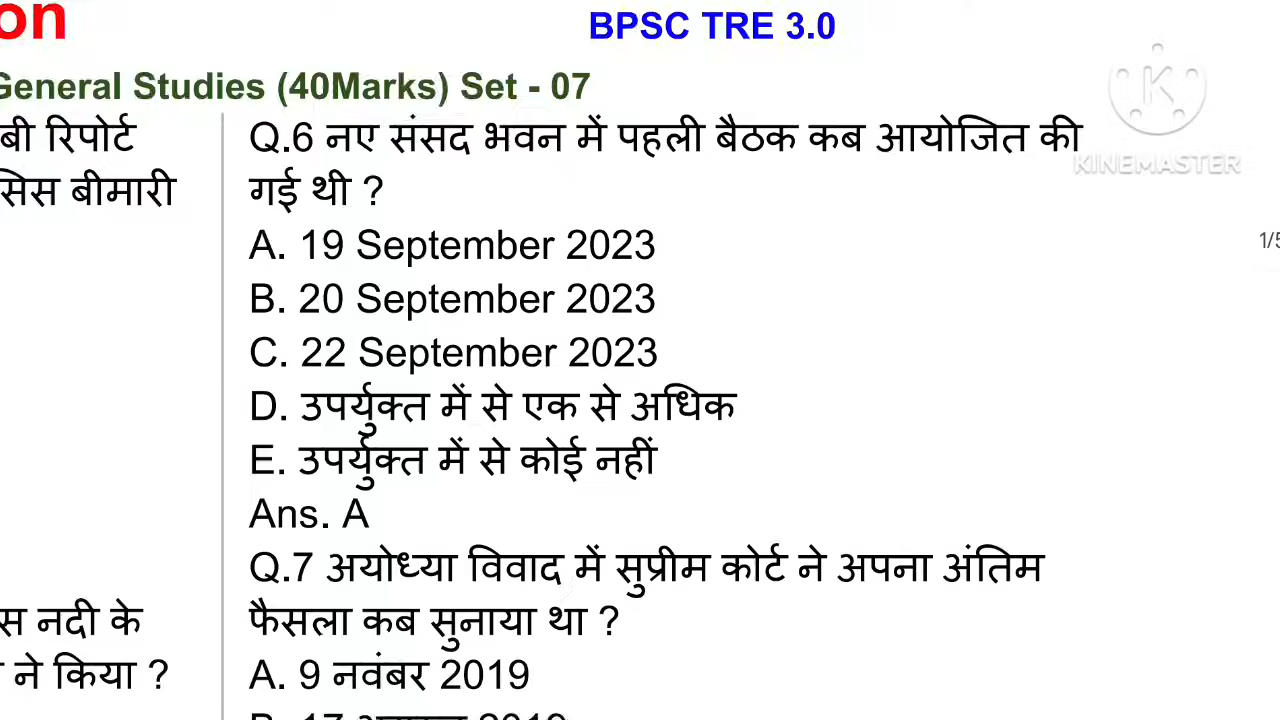 on
BPSC TRE 3.0
General Studies (40Marks) Set - 07
बी रिपोर्ट
सिस बीमारी
स नदी के
ने किया ?
Q.6 नए संसद भवन में पहली बैठक कब आयोजित की
गई थी ?
A. 19 September 2023
B. 20 September 2023
C. 22 September 2023
D. उपर्युक्त में से एक से अधिक
E. उपर्युक्त में से कोई नहीं
Ans. A
Q.7 अयोध्या विवाद में सुप्रीम कोर्ट ने अपना अंतिम
फैसला कब सुनाया था ?
A. 9 नवंबर 2019
K
KINEMASTER
1/5